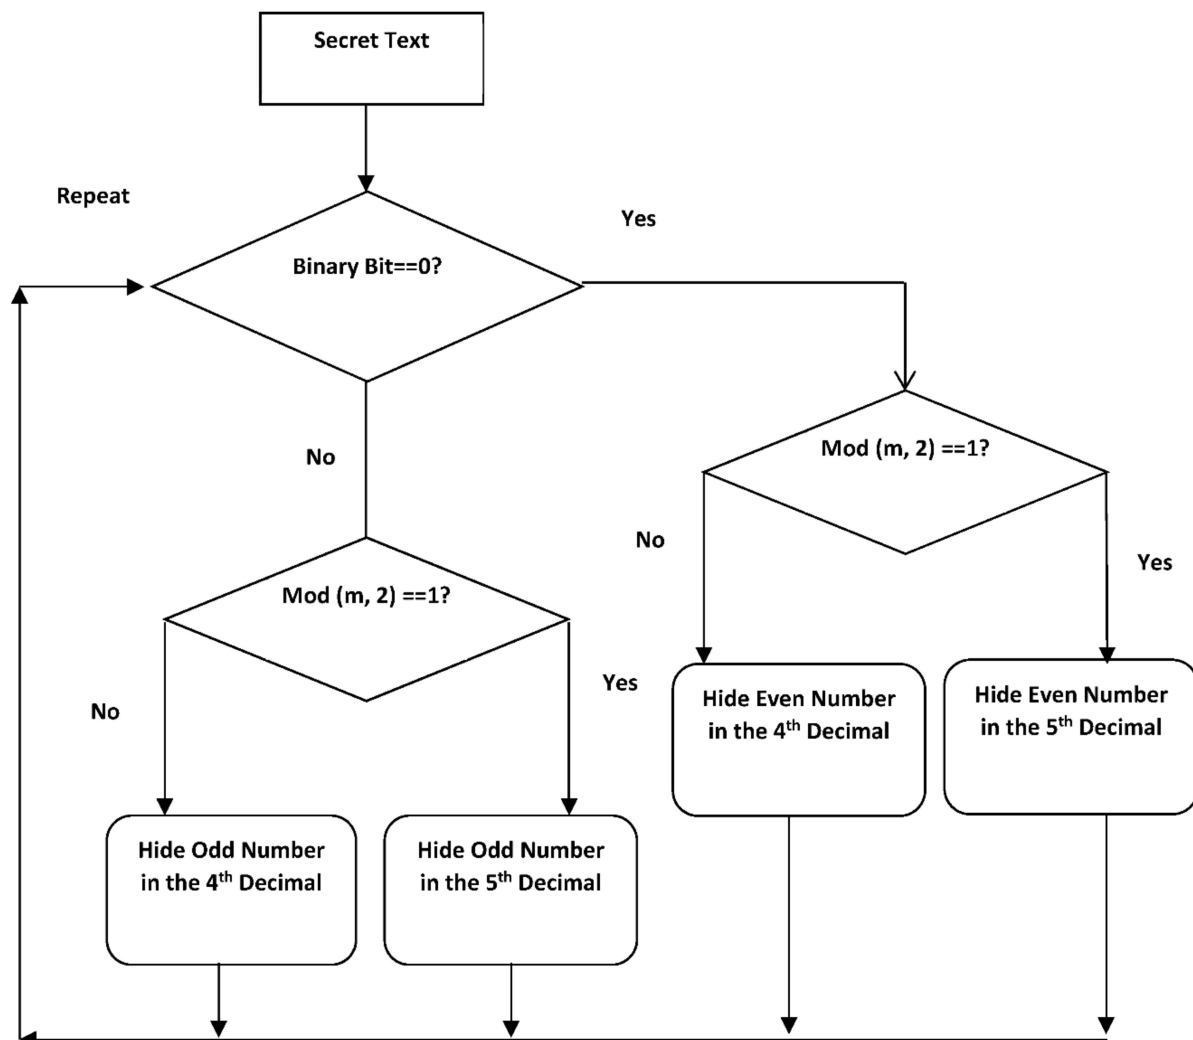 Secret Text
Repeat
Yes
Binary Bit==0?
No
Mod (m, 2) ==1?
No
Yes
Mod (m, 2) ==1?
No
Yes
Hide Even Number
in the 4th Decimal
Hide Even Number
in the 5th Decimal
Hide Odd Number
in the 4th Decimal
Hide Odd Number
in the 5th Decimal